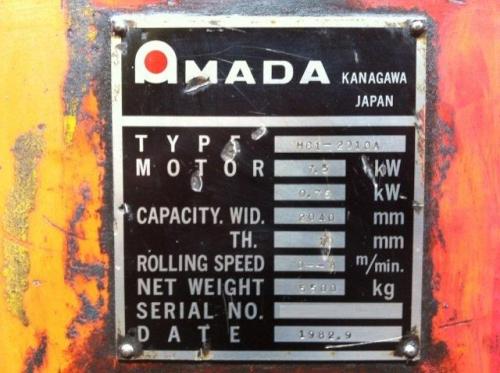 AMADA KANAGAWA
JAPAN
TYPE
MOTOR 7.5 kW
0.75 kW
CAPACITY. WID. 2040 mm
TH. mm
ROLLING SPEED m/min.
NET WEIGHT 5500 kg
SERIAL NO.
DATE 1982.9